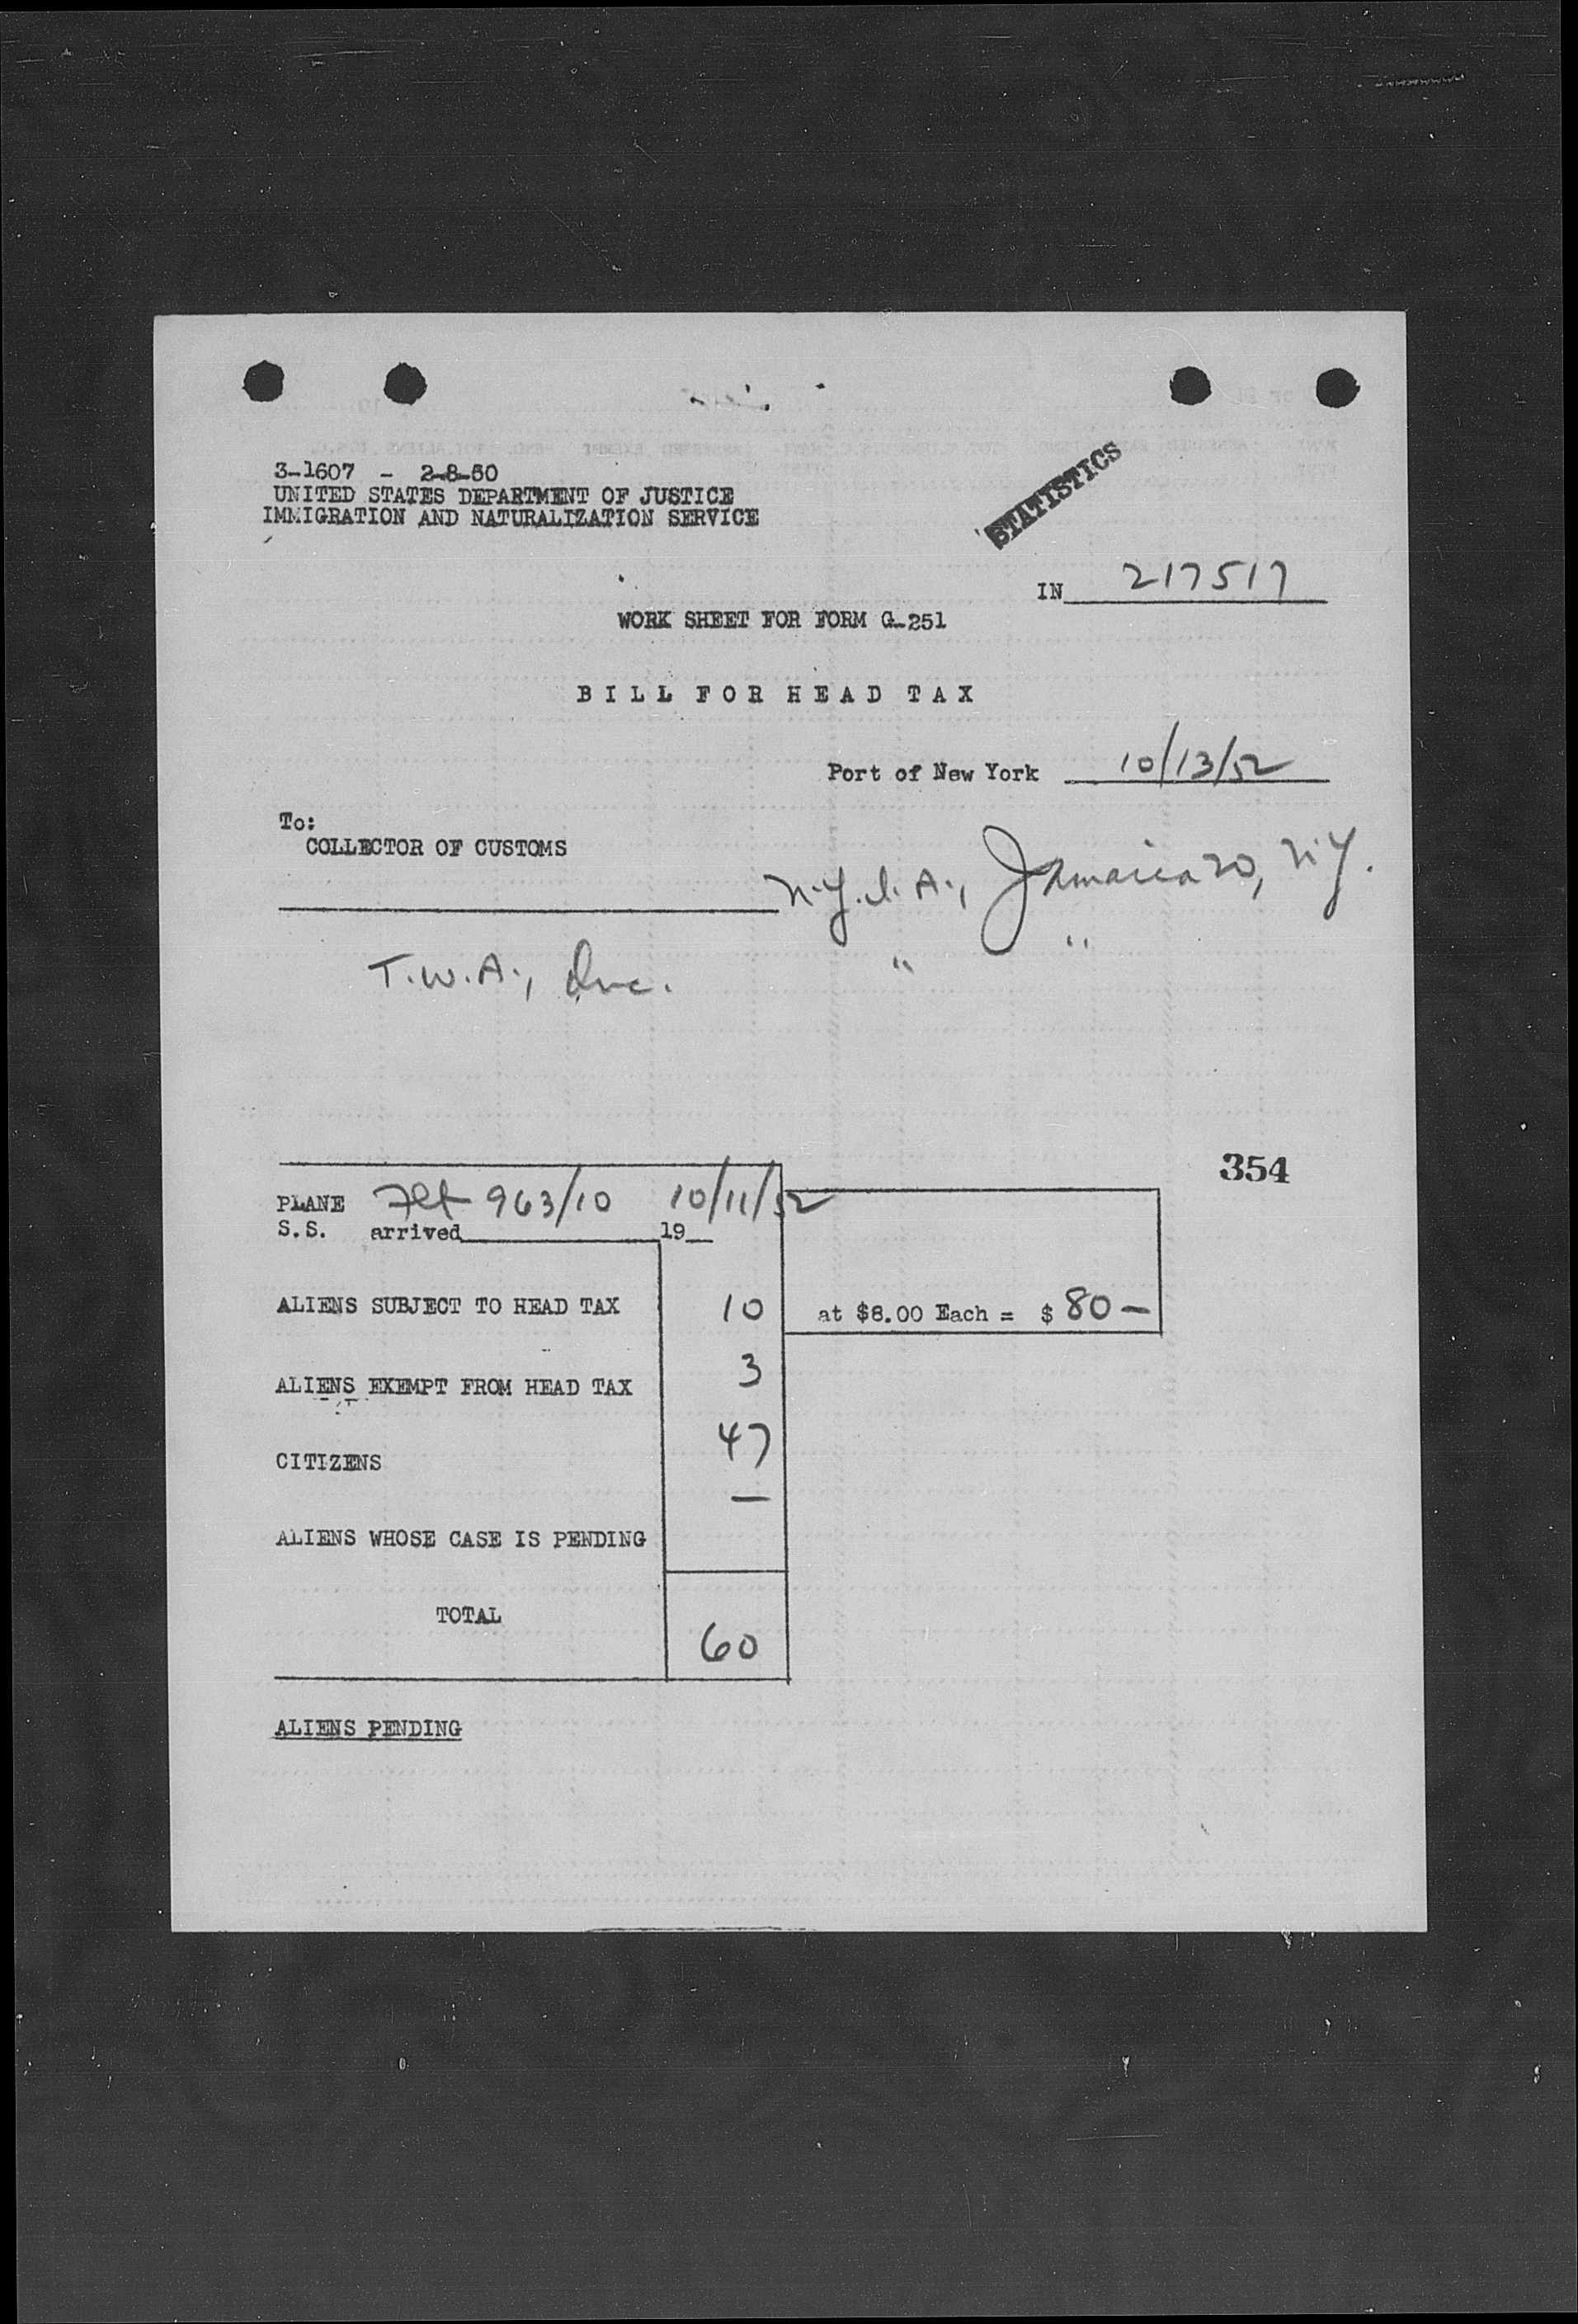 3-1607 - 2-8-50
UNITED STATES DEPARTMENT OF JUSTICE
IMMIGRATION AND NATURALIZATION SERVICE
STATISTICS
IN 217517
WORK SHEET FOR FORM G-251
BILL FOR HEAD TAX
Port of New York 10/13/52
To:
COLLECTOR OF CUSTOMS
N.Y.I.A., Jamaica 20, N.Y.
T.W.A., Inc. " "
354
PLANE Flt 963/10 10/11/52
S.S. arrived 19
ALIENS SUBJECT TO HEAD TAX 10 at $8.00 Each = $ 80 —
ALIENS EXEMPT FROM HEAD TAX 3
CITIZENS 47
—
ALIENS WHOSE CASE IS PENDING
TOTAL 60
ALIENS PENDING